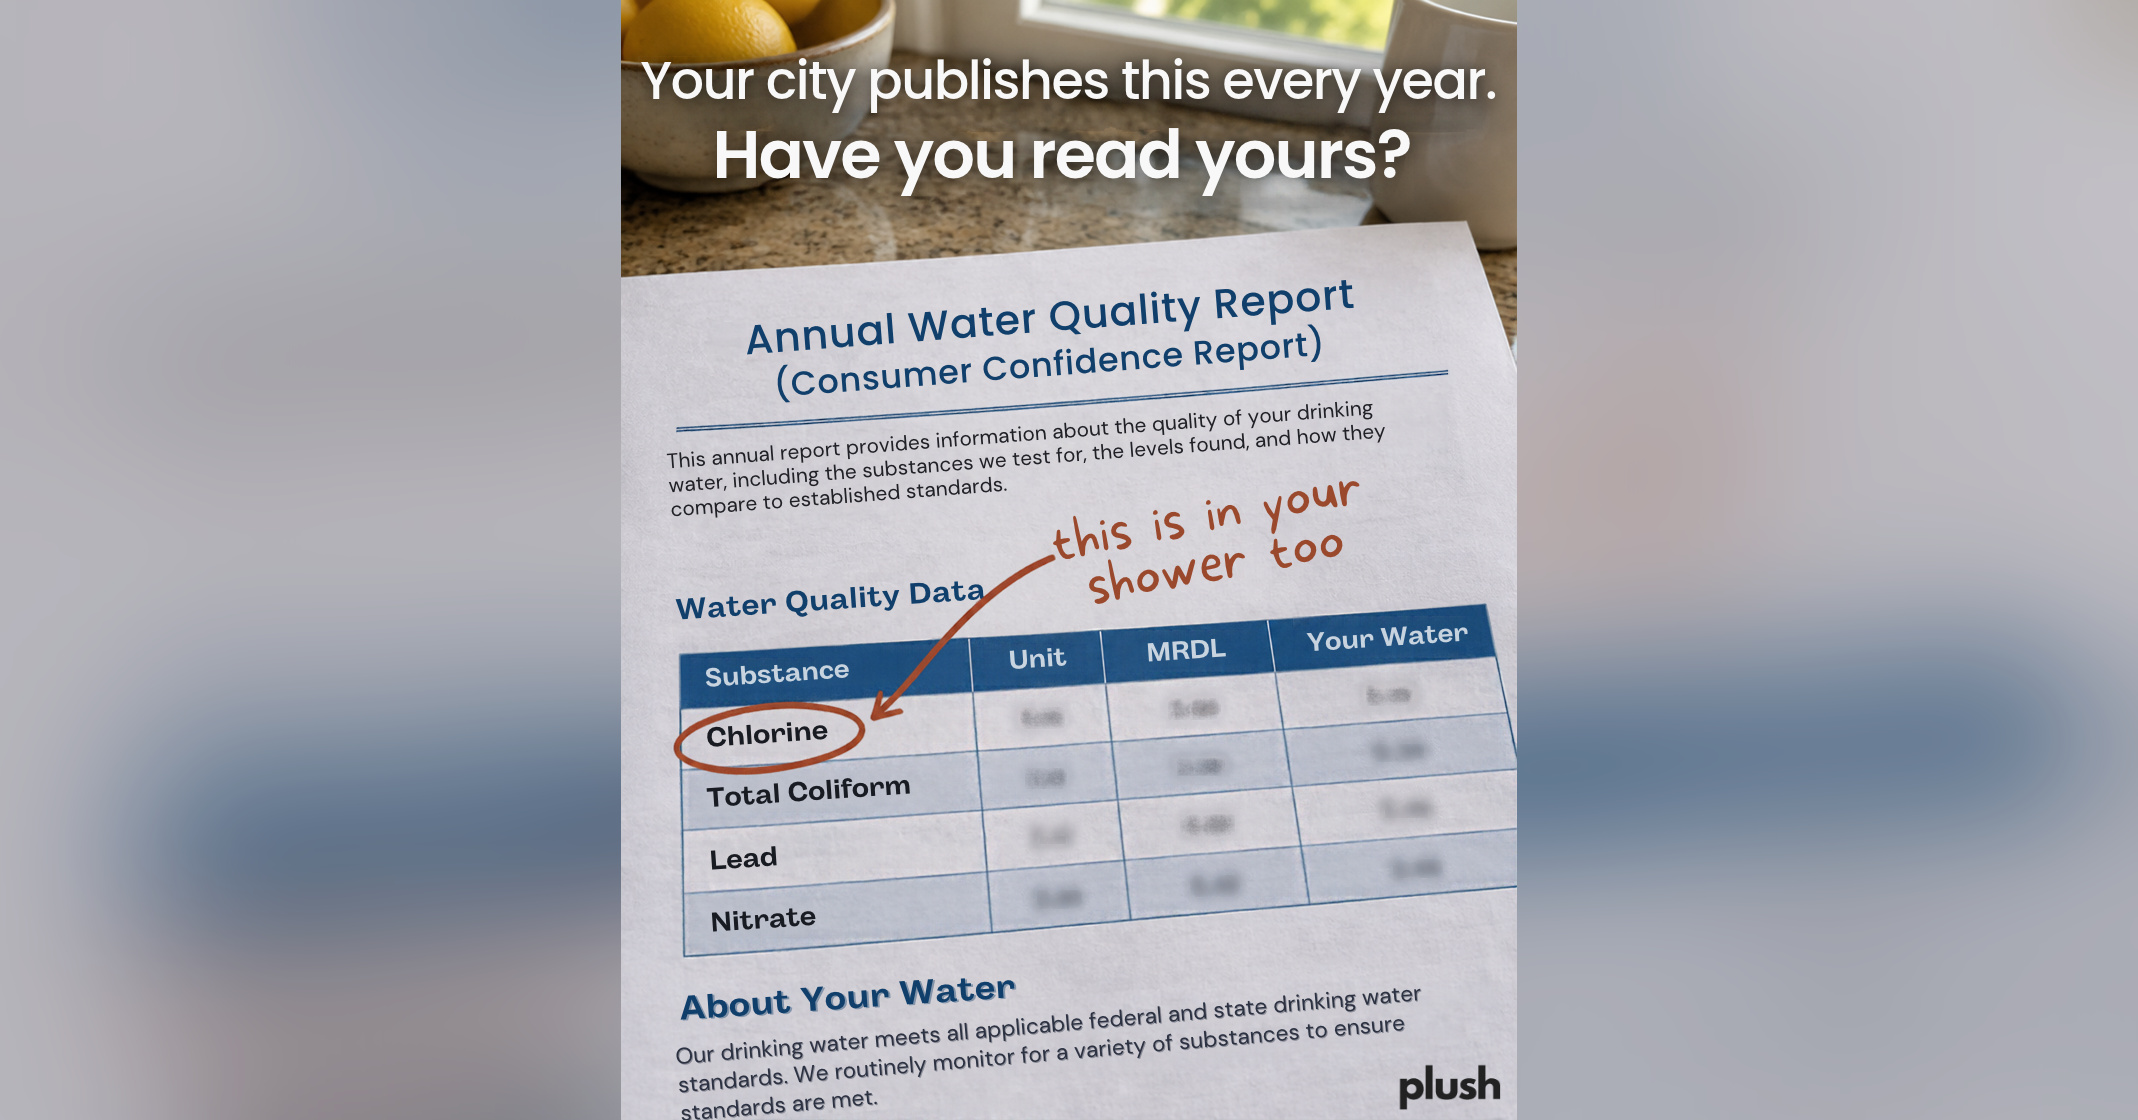 Your city publishes this every year.
Have you read yours?
Annual Water Quality Report
(Consumer Confidence Report)
This annual report provides information about the quality of your drinking
water, including the substances we test for, the levels found, and how they
compare to established standards.
this is in your
shower too
Water Quality Data
Substance Unit MRDL Your Water
Chlorine
Total Coliform
Lead
Nitrate
About Your Water
Our drinking water meets all applicable federal and state drinking water
standards. We routinely monitor for a variety of substances to ensure
standards are met.
plush